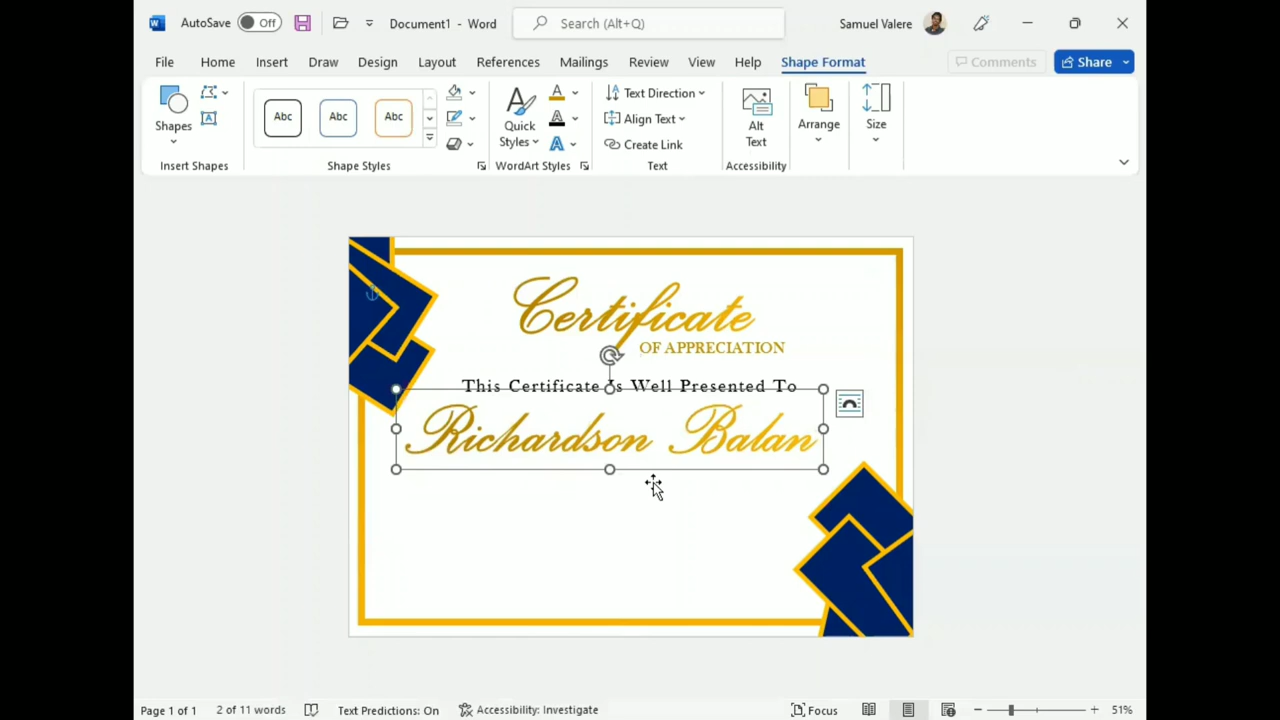 AutoSave Off Document1 - Word Search (Alt+Q) Samuel Valere
File Home Insert Draw Design Layout References Mailings Review View Help Shape Format Comments Share
Shapes
Abc Abc Abc
Quick Styles
A
A
A
Text Direction
Align Text
Create Link
Alt Text
Arrange
Size
Insert Shapes Shape Styles WordArt Styles Text Accessibility
Certificate
OF APPRECIATION
This Certificate Is Well Presented To
Richardson Balan
Page 1 of 1 2 of 11 words Text Predictions: On Accessibility: Investigate Focus 51%